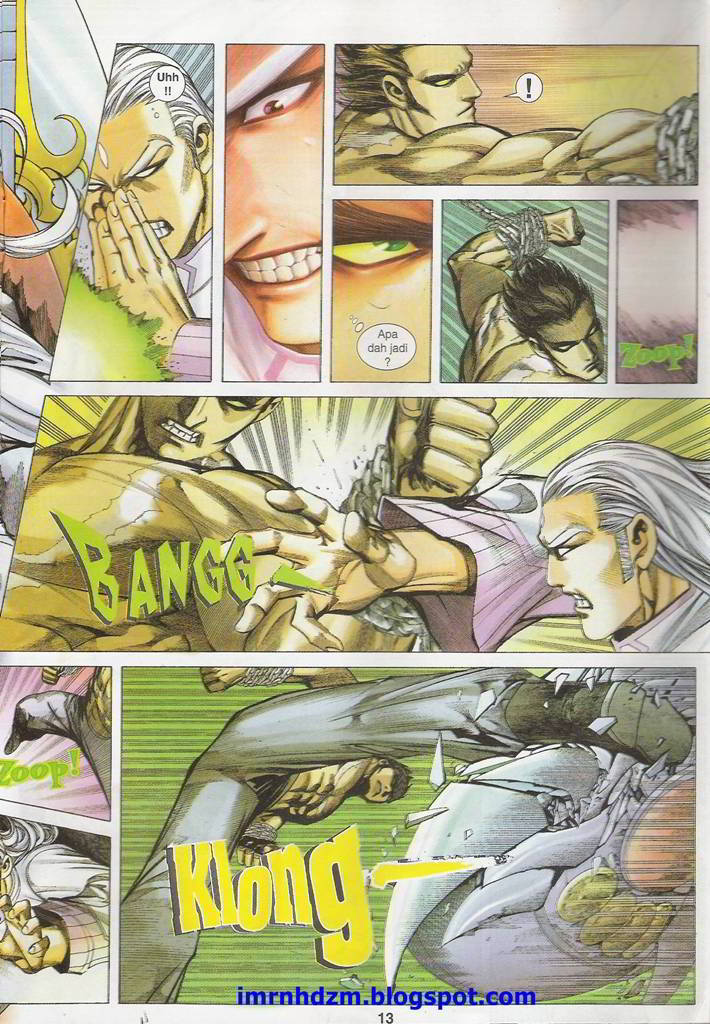 Uhh
!!
!
Apa
dah jadi
?
Zoop!
BANGG
Zoop!
Klong
imrnhdzm.blogspot.com
13